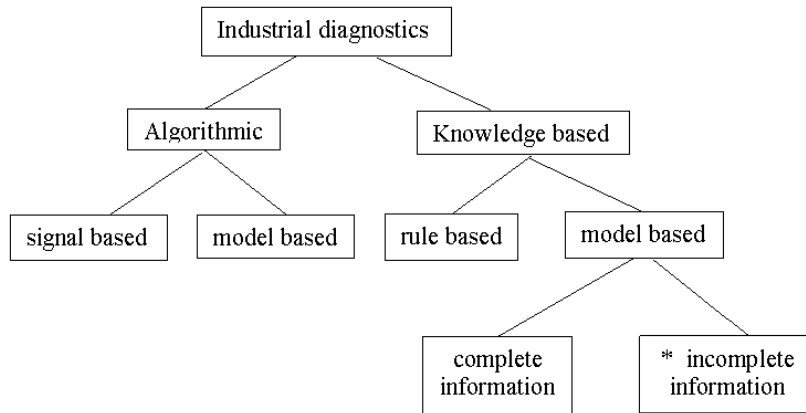 Industrial diagnostics
Algorithmic
Knowledge based
signal based
model based
rule based
model based
complete
information
* incomplete
information